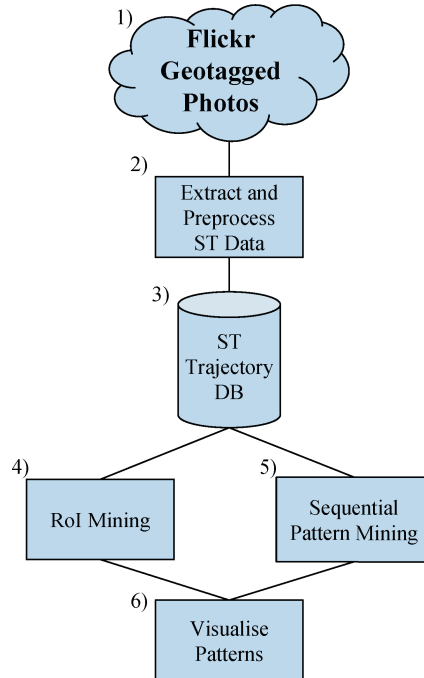 1)
Flickr
Geotagged
Photos
2)
Extract and
Preprocess
ST Data
3)
ST
Trajectory
DB
4)
RoI Mining
5)
Sequential
Pattern Mining
6)
Visualise
Patterns